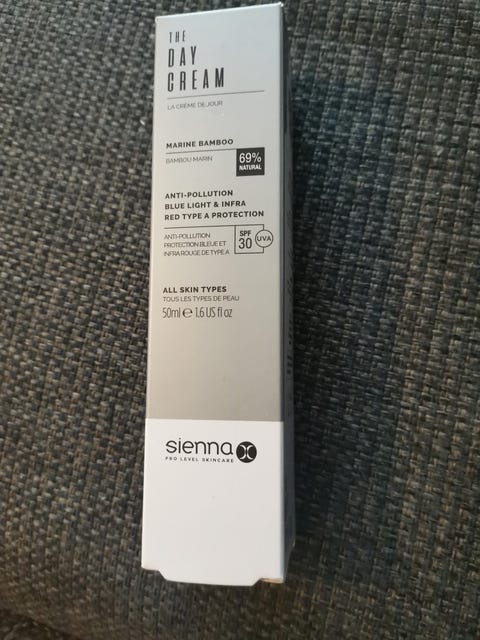 THE
DAY
CREAM
LA CRÈME DE JOUR
MARINE BAMBOO
BAMBOU MARIN
69%
NATURAL
ANTI-POLLUTION
BLUE LIGHT & INFRA
RED TYPE A PROTECTION
ANTI-POLLUTION
PROTECTION BLEUE ET
INFRA ROUGE DE TYPE A
SPF
30
UVA
ALL SKIN TYPES
TOUS LES TYPES DE PEAU
50ml ℮ 1.6 US fl oz
sienna X
PRO LEVEL SKINCARE